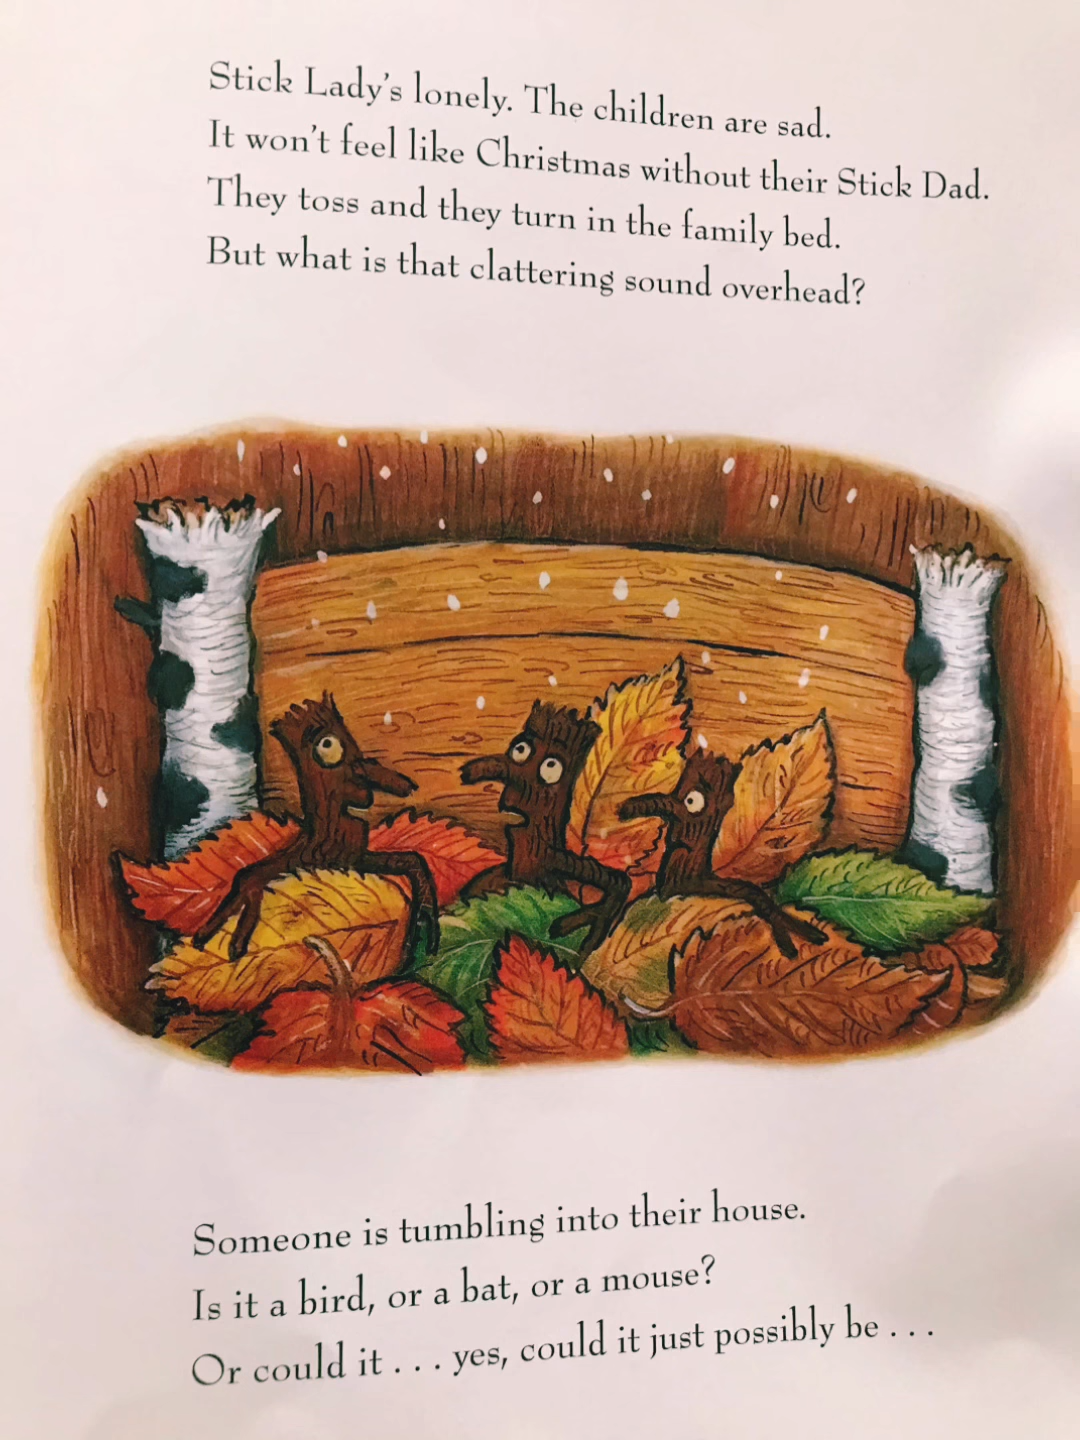 Stick Lady's lonely. The children are sad.
It won't feel like Christmas without their Stick Dad.
They toss and they turn in the family bed.
But what is that clattering sound overhead?
Someone is tumbling into their house.
Is it a bird, or a bat, or a mouse?
Or could it . . . yes, could it just possibly be . . .